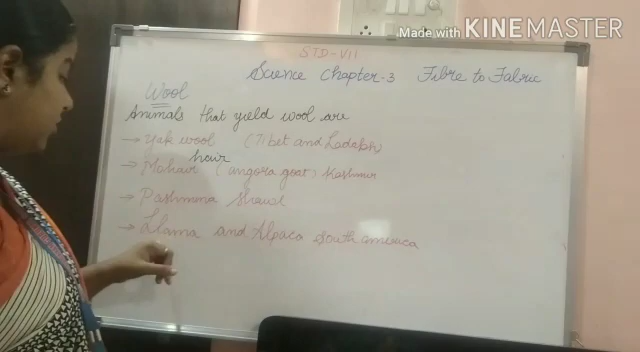 Made with KINEMASTER
STD-VII
Science Chapter-3 Fibre to Fabric
Wool
Animals that yield wool are
→ Yak wool (Tibet and Ladakh)
hair
→ Mohair (angora goat) Kashmir
→ Pashmina Shawl
→ Llama and Alpaca South america